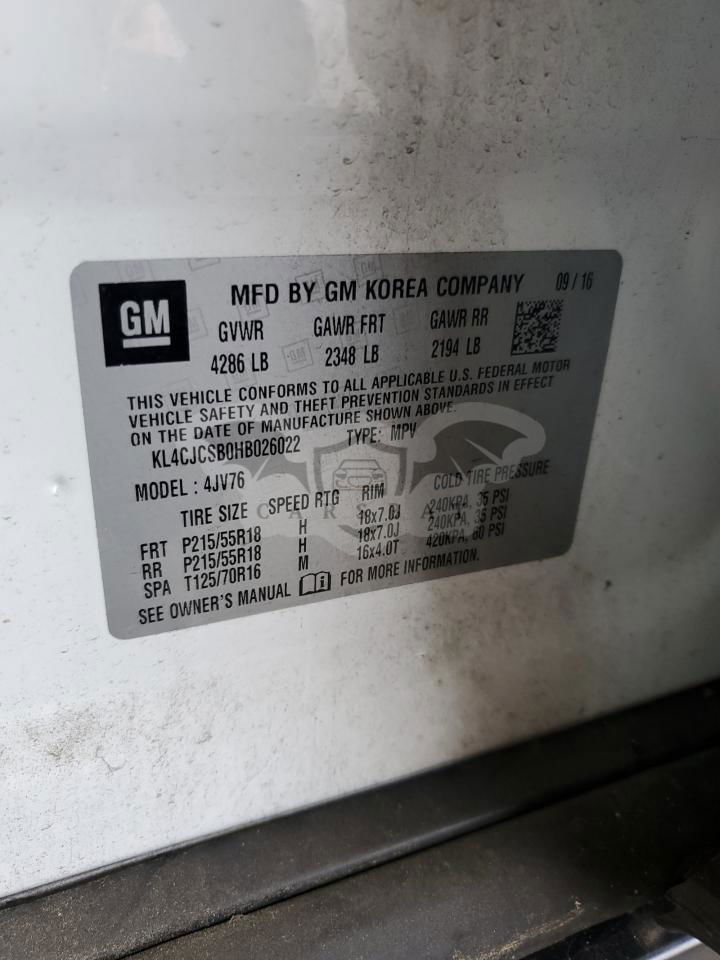 GM
MFD BY GM KOREA COMPANY 09 / 16
GVWR GAWR FRT GAWR RR
4286 LB 2348 LB 2194 LB
THIS VEHICLE CONFORMS TO ALL APPLICABLE U.S. FEDERAL MOTOR
VEHICLE SAFETY AND THEFT PREVENTION STANDARDS IN EFFECT
ON THE DATE OF MANUFACTURE SHOWN ABOVE.
KL4CJCSB0HB026022 TYPE: MPV
MODEL : 4JV76
TIRE SIZE SPEED RTG RIM COLD TIRE PRESSURE
FRT P215/55R18 H 18x7.0J 240KPA, 35 PSI
RR P215/55R18 H 18x7.0J 240KPA, 35 PSI
SPA T125/70R16 M 16x4.0T 420KPA, 60 PSI
SEE OWNER'S MANUAL FOR MORE INFORMATION.